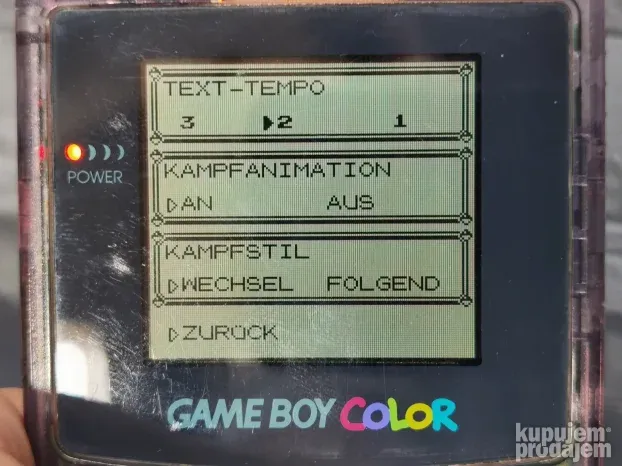 TEXT-TEMPO
3 ▶2 1
KAMPFANIMATION
▷AN AUS
KAMPFSTIL
▷WECHSEL FOLGEND
▷ZURÜCK
POWER
GAME BOY COLOR
kupujem
prodajem